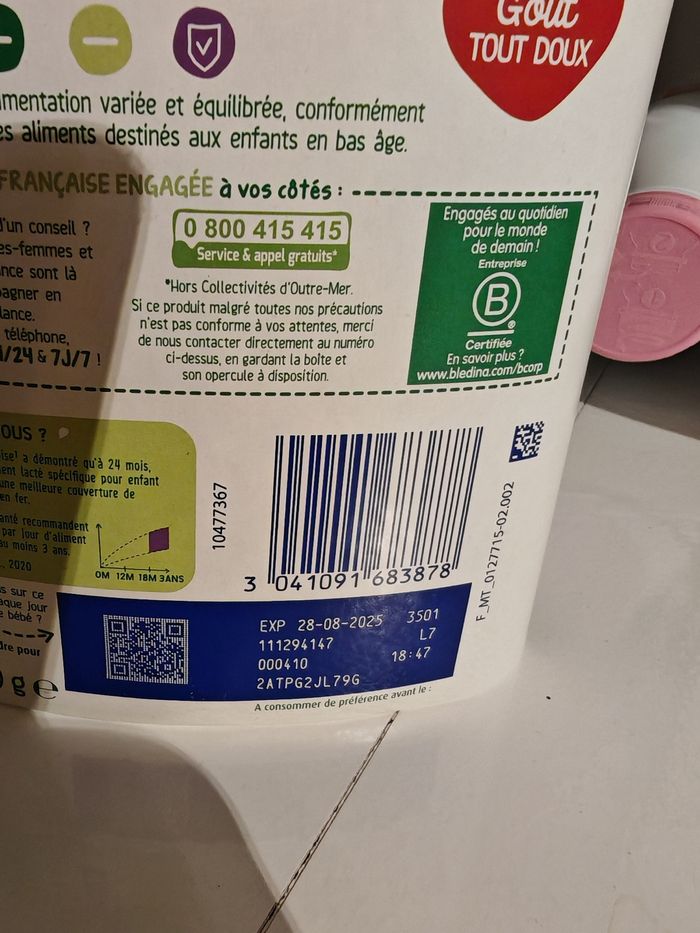 Goût
TOUT DOUX
variée et équilibrée, conformément
aliments destinés aux enfants en bas âge.
FRANÇAISE ENGAGÉE à vos côtés :
d'un conseil ?
es-femmes et
sont là
en
téléphone,
/24 & 7J/7 !
0 800 415 415
Service & appel gratuits*
*Hors Collectivités d'Outre-Mer.
Si ce produit malgré toutes nos précautions
n'est pas conforme à vos attentes, merci
de nous contacter directement au numéro
ci-dessus, en gardant la boîte et
son opercule à disposition.
Engagés au quotidien
pour le monde
de demain !
Entreprise
B
Certifiée
En savoir plus ?
www.bledina.com/bcorp
OUS ?
a démontré qu'à 24 mois,
lacté spécifique pour enfant
une meilleure couverture de
en fer.
recommandent
par jour d'aliment
au moins 3 ans.
2020
0M 12M 18M 3ANS
sur ce
jour
bébé ?
pour
g e
10477367
3 041091 683878
F_MT_0127715-02.002
EXP 28-08-2025 3501
111294147 L7
000410 18:47
2ATPG2JL79G
A consommer de préférence avant le :